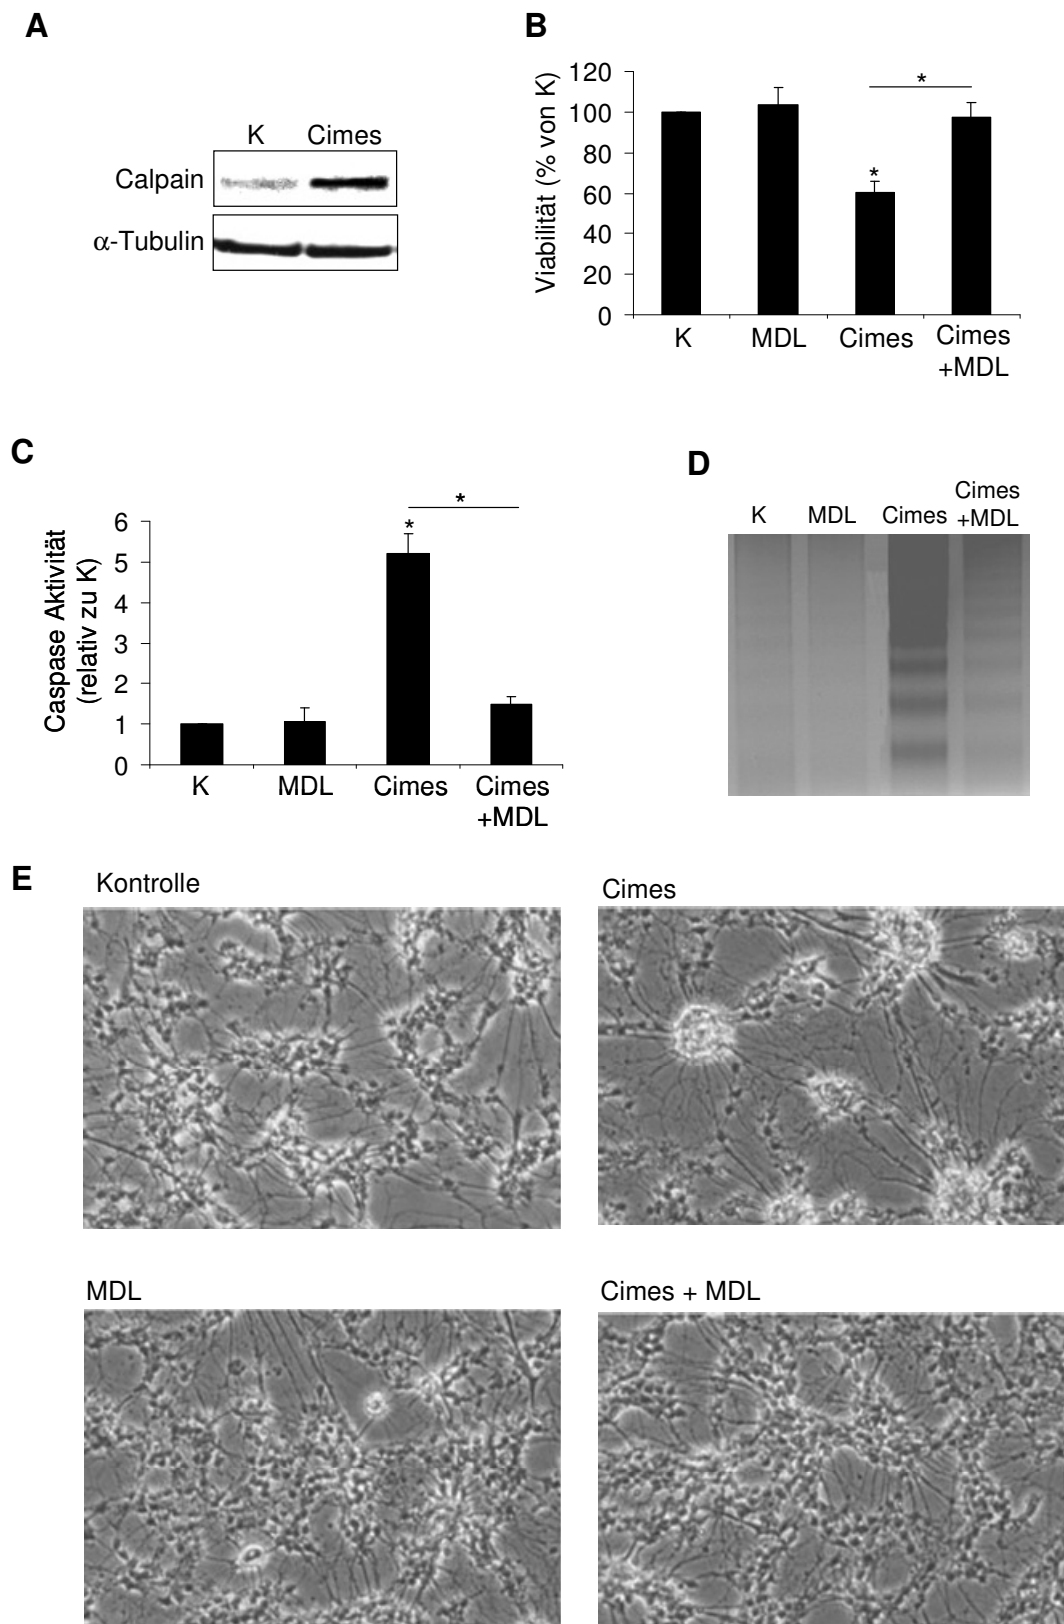 A
K Cimes
Calpain
α-Tubulin
B
Viabilität (% von K)
120
100
80
60
40
20
0
*
*
K MDL Cimes Cimes
+MDL
C
Caspase Aktivität
(relativ zu K)
6
5
4
3
2
1
0
*
*
K MDL Cimes Cimes
+MDL
D
K MDL Cimes Cimes
+MDL
E
Kontrolle
Cimes
MDL
Cimes + MDL